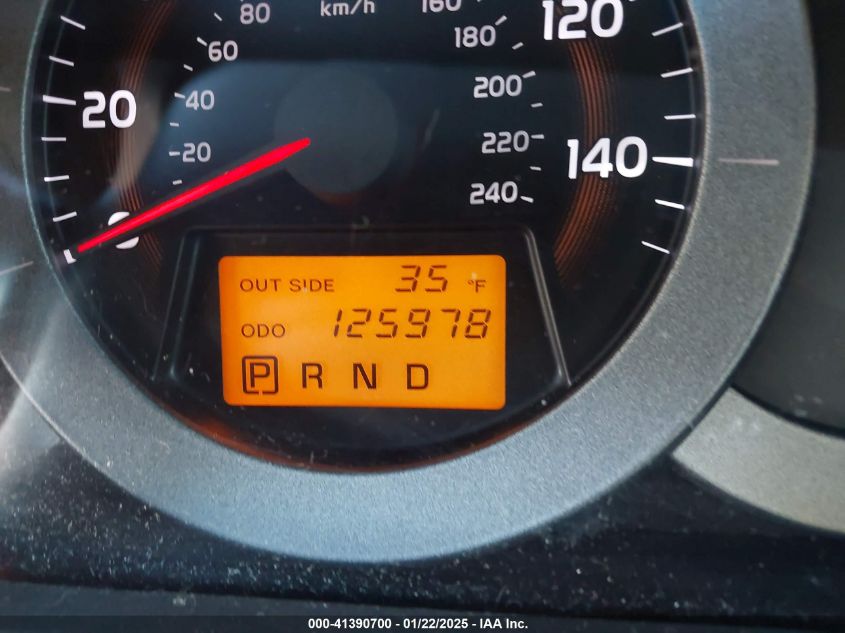 80 km/h 160 120
60 180
20 40 200
20 220 140
0 240
OUT SIDE 35 °F
ODO 125978
P R N D
000-41390700 - 01/22/2025 - IAA Inc.